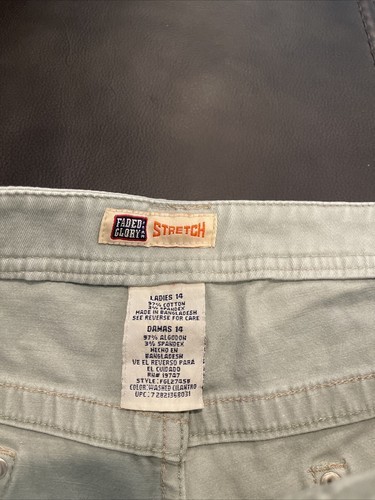 FADED
GLORY
STRETCH
LADIES 14
97% COTTON
3% SPANDEX
MADE IN BANGLADESH
SEE REVERSE FOR CARE
DAMAS 14
97% ALGODON
3% SPANDEX
HECHO EN
BANGLADESH
VE EL REVERSO PARA
EL CUIDADO
RN# 19747
STYLE:FGL27A58
COLOR:WASHED CILANTRO
UPC:72821368031